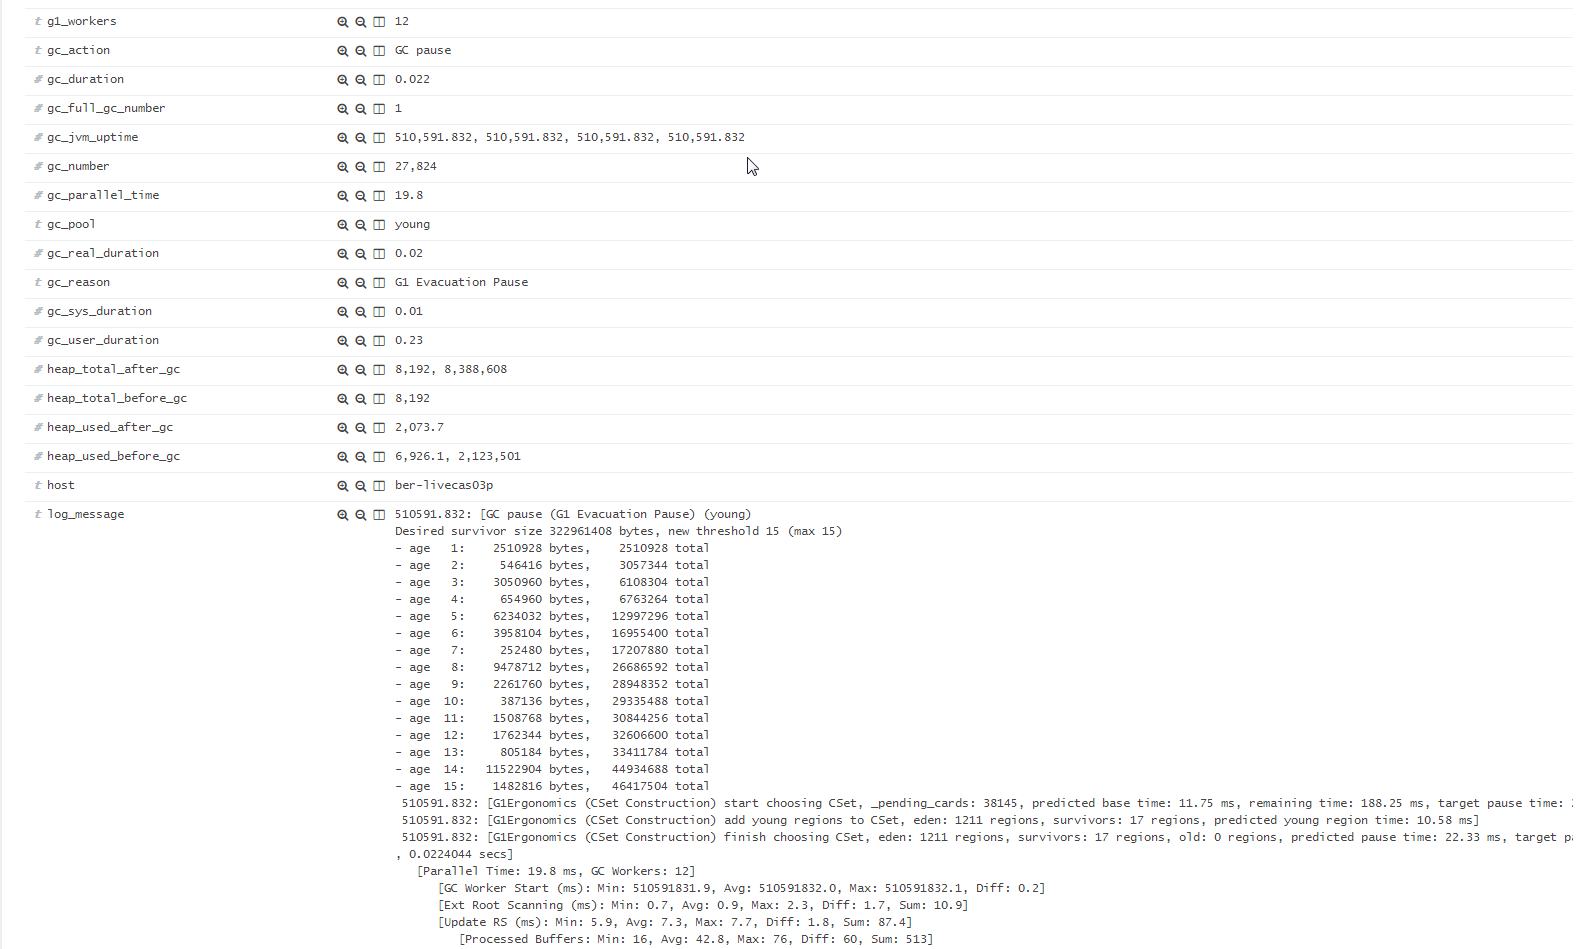 t g1_workers 12
t gc_action GC pause
# gc_duration 0.022
# gc_full_gc_number 1
# gc_jvm_uptime 510,591.832, 510,591.832, 510,591.832, 510,591.832
# gc_number 27,824
# gc_parallel_time 19.8
t gc_pool young
# gc_real_duration 0.02
t gc_reason G1 Evacuation Pause
# gc_sys_duration 0.01
# gc_user_duration 0.23
# heap_total_after_gc 8,192, 8,388,608
# heap_total_before_gc 8,192
# heap_used_after_gc 2,073.7
# heap_used_before_gc 6,926.1, 2,123,501
t host ber-livecas03p
t log_message 510591.832: [GC pause (G1 Evacuation Pause) (young)
Desired survivor size 322961408 bytes, new threshold 15 (max 15)
- age   1:    2510928 bytes,    2510928 total
- age   2:     546416 bytes,    3057344 total
- age   3:    3050960 bytes,    6108304 total
- age   4:     654960 bytes,    6763264 total
- age   5:    6234032 bytes,   12997296 total
- age   6:    3958104 bytes,   16955400 total
- age   7:     252480 bytes,   17207880 total
- age   8:    9478712 bytes,   26686592 total
- age   9:    2261760 bytes,   28948352 total
- age  10:     387136 bytes,   29335488 total
- age  11:    1508768 bytes,   30844256 total
- age  12:    1762344 bytes,   32606600 total
- age  13:     805184 bytes,   33411784 total
- age  14:   11522904 bytes,   44934688 total
- age  15:    1482816 bytes,   46417504 total
510591.832: [G1Ergonomics (CSet Construction) start choosing CSet, _pending_cards: 38145, predicted base time: 11.75 ms, remaining time: 188.25 ms, target pause time:
510591.832: [G1Ergonomics (CSet Construction) add young regions to CSet, eden: 1211 regions, survivors: 17 regions, predicted young region time: 10.58 ms]
510591.832: [G1Ergonomics (CSet Construction) finish choosing CSet, eden: 1211 regions, survivors: 17 regions, old: 0 regions, predicted pause time: 22.33 ms, target
, 0.0224044 secs]
[Parallel Time: 19.8 ms, GC Workers: 12]
[GC Worker Start (ms): Min: 510591831.9, Avg: 510591832.0, Max: 510591832.1, Diff: 0.2]
[Ext Root Scanning (ms): Min: 0.7, Avg: 0.9, Max: 2.3, Diff: 1.7, Sum: 10.9]
[Update RS (ms): Min: 5.9, Avg: 7.3, Max: 7.7, Diff: 1.8, Sum: 87.4]
[Processed Buffers: Min: 16, Avg: 42.8, Max: 76, Diff: 60, Sum: 513]